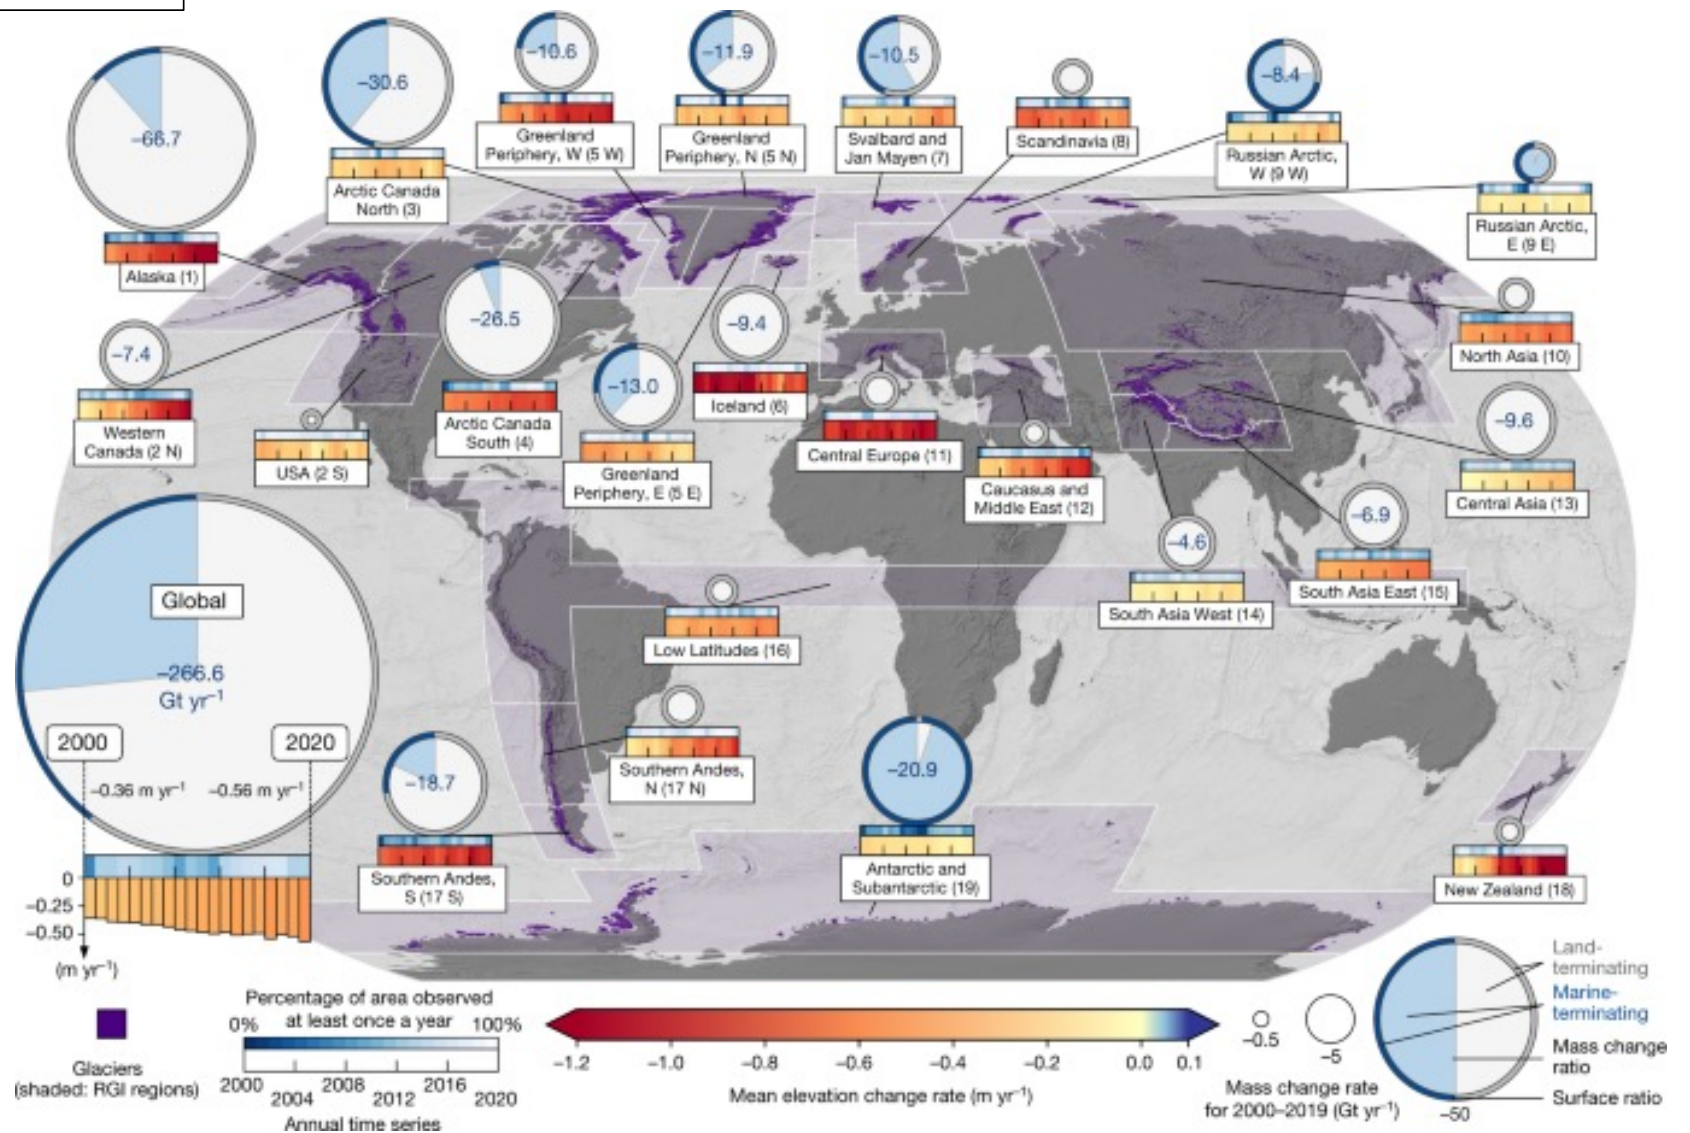 −66.7
Alaska (1)
−30.6
Arctic Canada
North (3)
−10.6
Greenland
Periphery, W (5 W)
−11.9
Greenland
Periphery, N (5 N)
−10.5
Svalbard and
Jan Mayen (7)
Scandinavia (8)
−8.4
Russian Arctic,
W (9 W)
Russian Arctic,
E (9 E)
North Asia (10)
−7.4
Western
Canada (2 N)
USA (2 S)
−26.5
Arctic Canada
South (4)
−13.0
Greenland
Periphery, E (5 E)
−9.4
Iceland (6)
Central Europe (11)
Caucasus and
Middle East (12)
−9.6
Central Asia (13)
−4.6
South Asia West (14)
−6.9
South Asia East (15)
Low Latitudes (16)
Southern Andes,
N (17 N)
−18.7
Southern Andes,
S (17 S)
−20.9
Antarctic and
Subantarctic (19)
New Zealand (18)
Global
−266.6
Gt yr⁻¹
2000
2020
−0.36 m yr⁻¹
−0.56 m yr⁻¹
0
−0.25
−0.50
(m yr⁻¹)
Glaciers
(shaded: RGI regions)
Percentage of area observed
0% at least once a year 100%
2000 2008 2016
2004 2012 2020
Annual time series
−1.2 −1.0 −0.8 −0.6 −0.4 −0.2 0.0 0.1
Mean elevation change rate (m yr⁻¹)
−0.5
−5
−50
Mass change rate
for 2000–2019 (Gt yr⁻¹)
Land-
terminating
Marine-
terminating
Mass change
ratio
Surface ratio